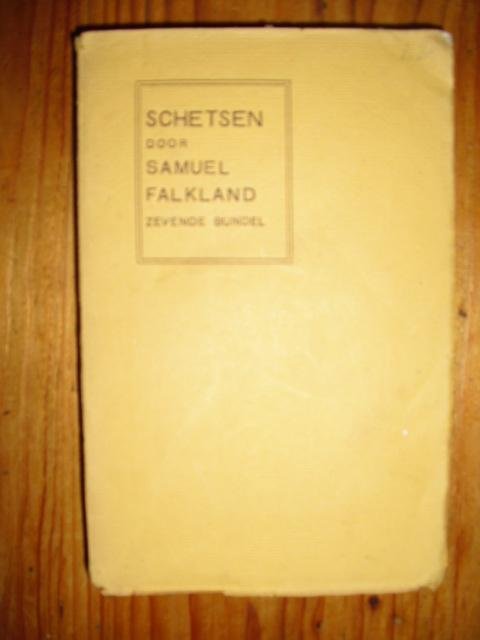 SCHETSEN
DOOR
SAMUEL
FALKLAND
ZEVENDE BUNDEL